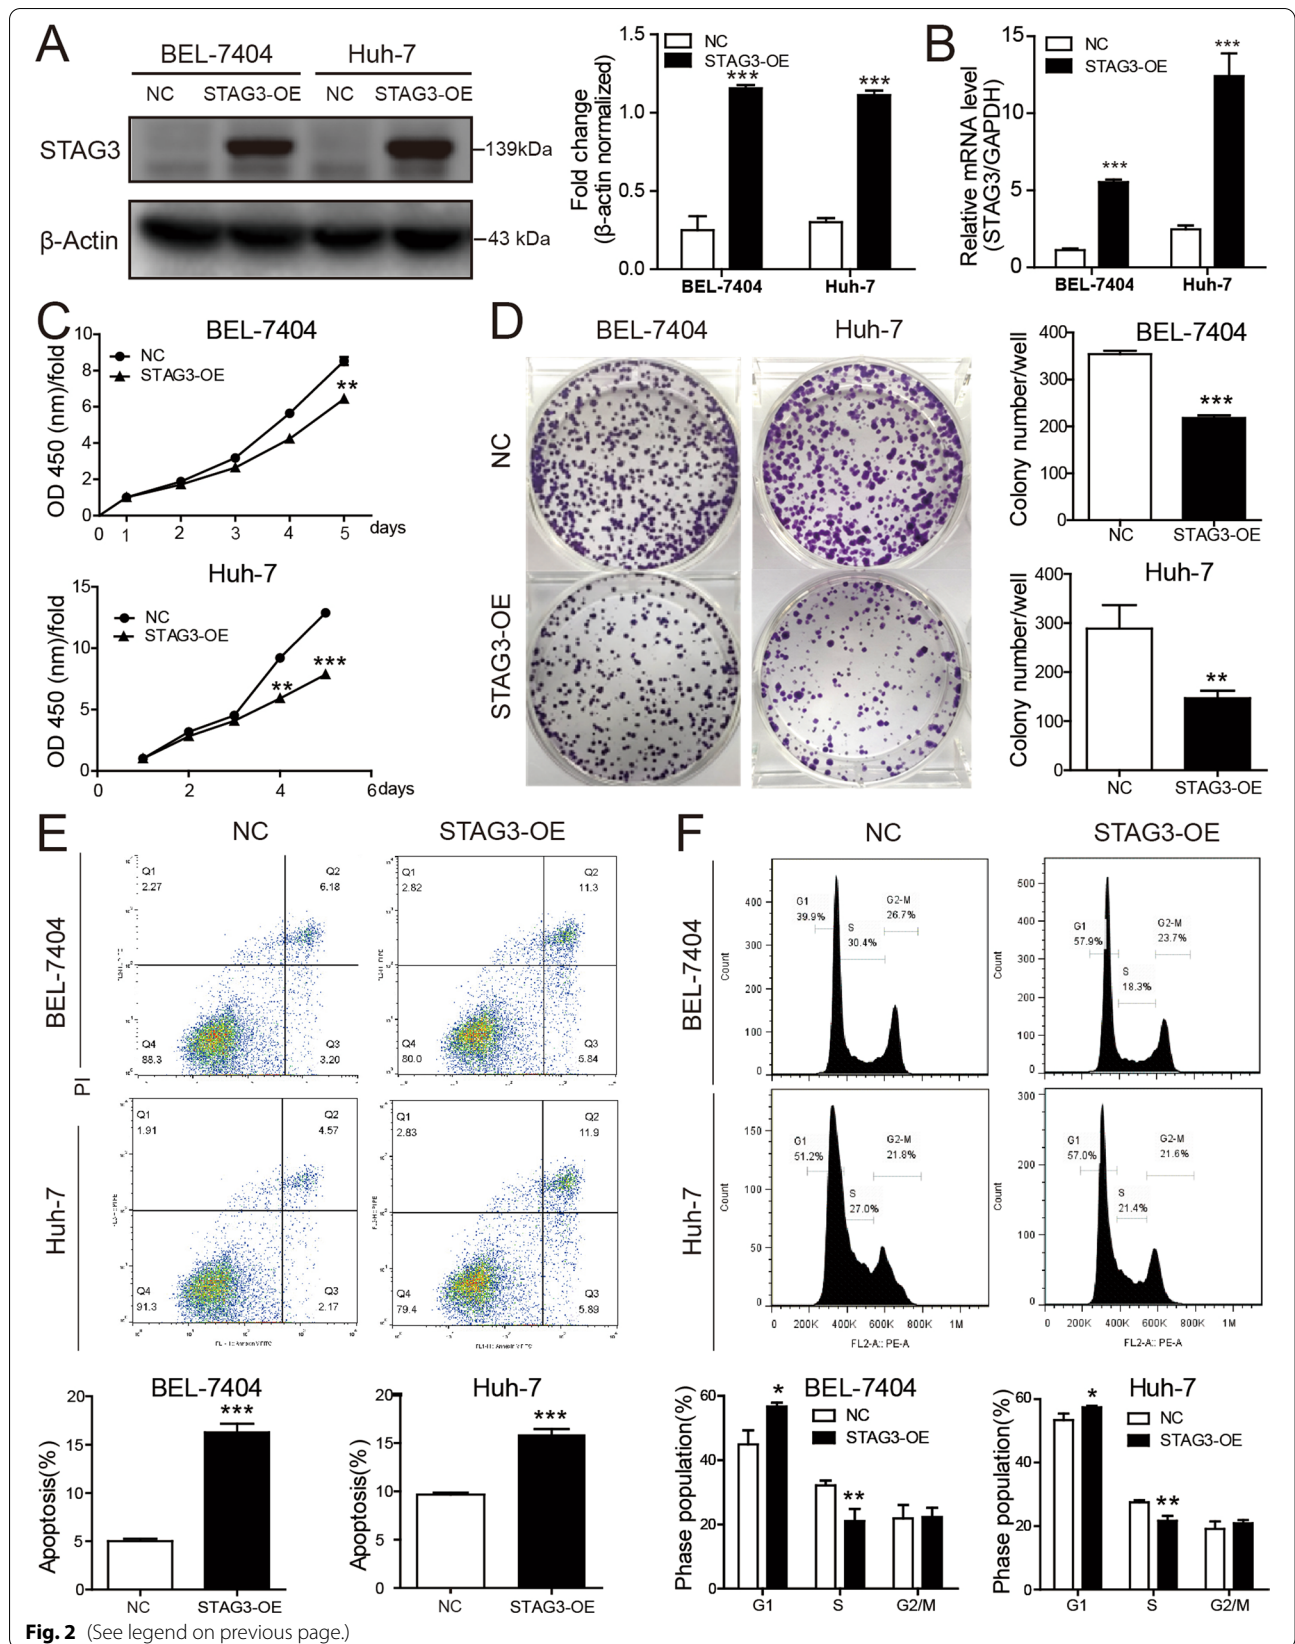 A
BEL-7404 Huh-7
NC STAG3-OE NC STAG3-OE
STAG3
139kDa
β-Actin
43 kDa
Fold change
(β-actin normalized)
1.5
1.0
0.5
0.0
NC
STAG3-OE
*** ***
BEL-7404 Huh-7
B
Relative mRNA level
(STAG3/GAPDH)
15
10
5
0
NC
STAG3-OE
***
***
BEL-7404 Huh-7
C
BEL-7404
OD 450 (nm)/fold
10
8
6
4
2
0
NC
STAG3-OE
**
0 1 2 3 4 5 days
Huh-7
OD 450 (nm)/fold
15
10
5
0
NC
STAG3-OE
** ***
0 2 4 6 days
D
BEL-7404 Huh-7
NC
STAG3-OE
BEL-7404
Colony number/well
400
300
200
100
0
***
NC STAG3-OE
Huh-7
Colony number/well
400
300
200
100
0
**
NC STAG3-OE
E
NC STAG3-OE
BEL-7404
PI
Huh-7
Q1 Q2
2.27 6.18
Q4 Q3
88.3 3.20
Q1 Q2
2.82 11.3
Q4 Q3
80.0 5.84
Q1 Q2
1.91 4.57
Q4 Q3
91.3 2.17
Q1 Q2
2.83 11.9
Q4 Q3
79.4 5.89
BEL-7404
Apoptosis(%)
20
15
10
5
0
***
NC STAG3-OE
Huh-7
Apoptosis(%)
20
15
10
5
0
***
NC STAG3-OE
F
NC STAG3-OE
BEL-7404
Huh-7
Count
400
300
200
100
0
G1
39.9%
S
30.4%
G2-M
26.7%
Count
500
400
300
200
100
0
G1
57.9%
S
18.3%
G2-M
23.7%
Count
150
100
50
0
G1
51.2%
S
27.0%
G2-M
21.8%
0 200K 400K 600K 800K 1M
FL2-A:: PE-A
Count
300
200
100
0
G1
57.0%
S
21.4%
G2-M
21.6%
0 200K 400K 600K 800K 1M
FL2-A:: PE-A
BEL-7404
Phase population(%)
60
40
20
0
NC
STAG3-OE
*
**
G1 S G2/M
Huh-7
Phase population(%)
60
40
20
0
NC
STAG3-OE
*
**
G1 S G2/M
Fig. 2 (See legend on previous page.)